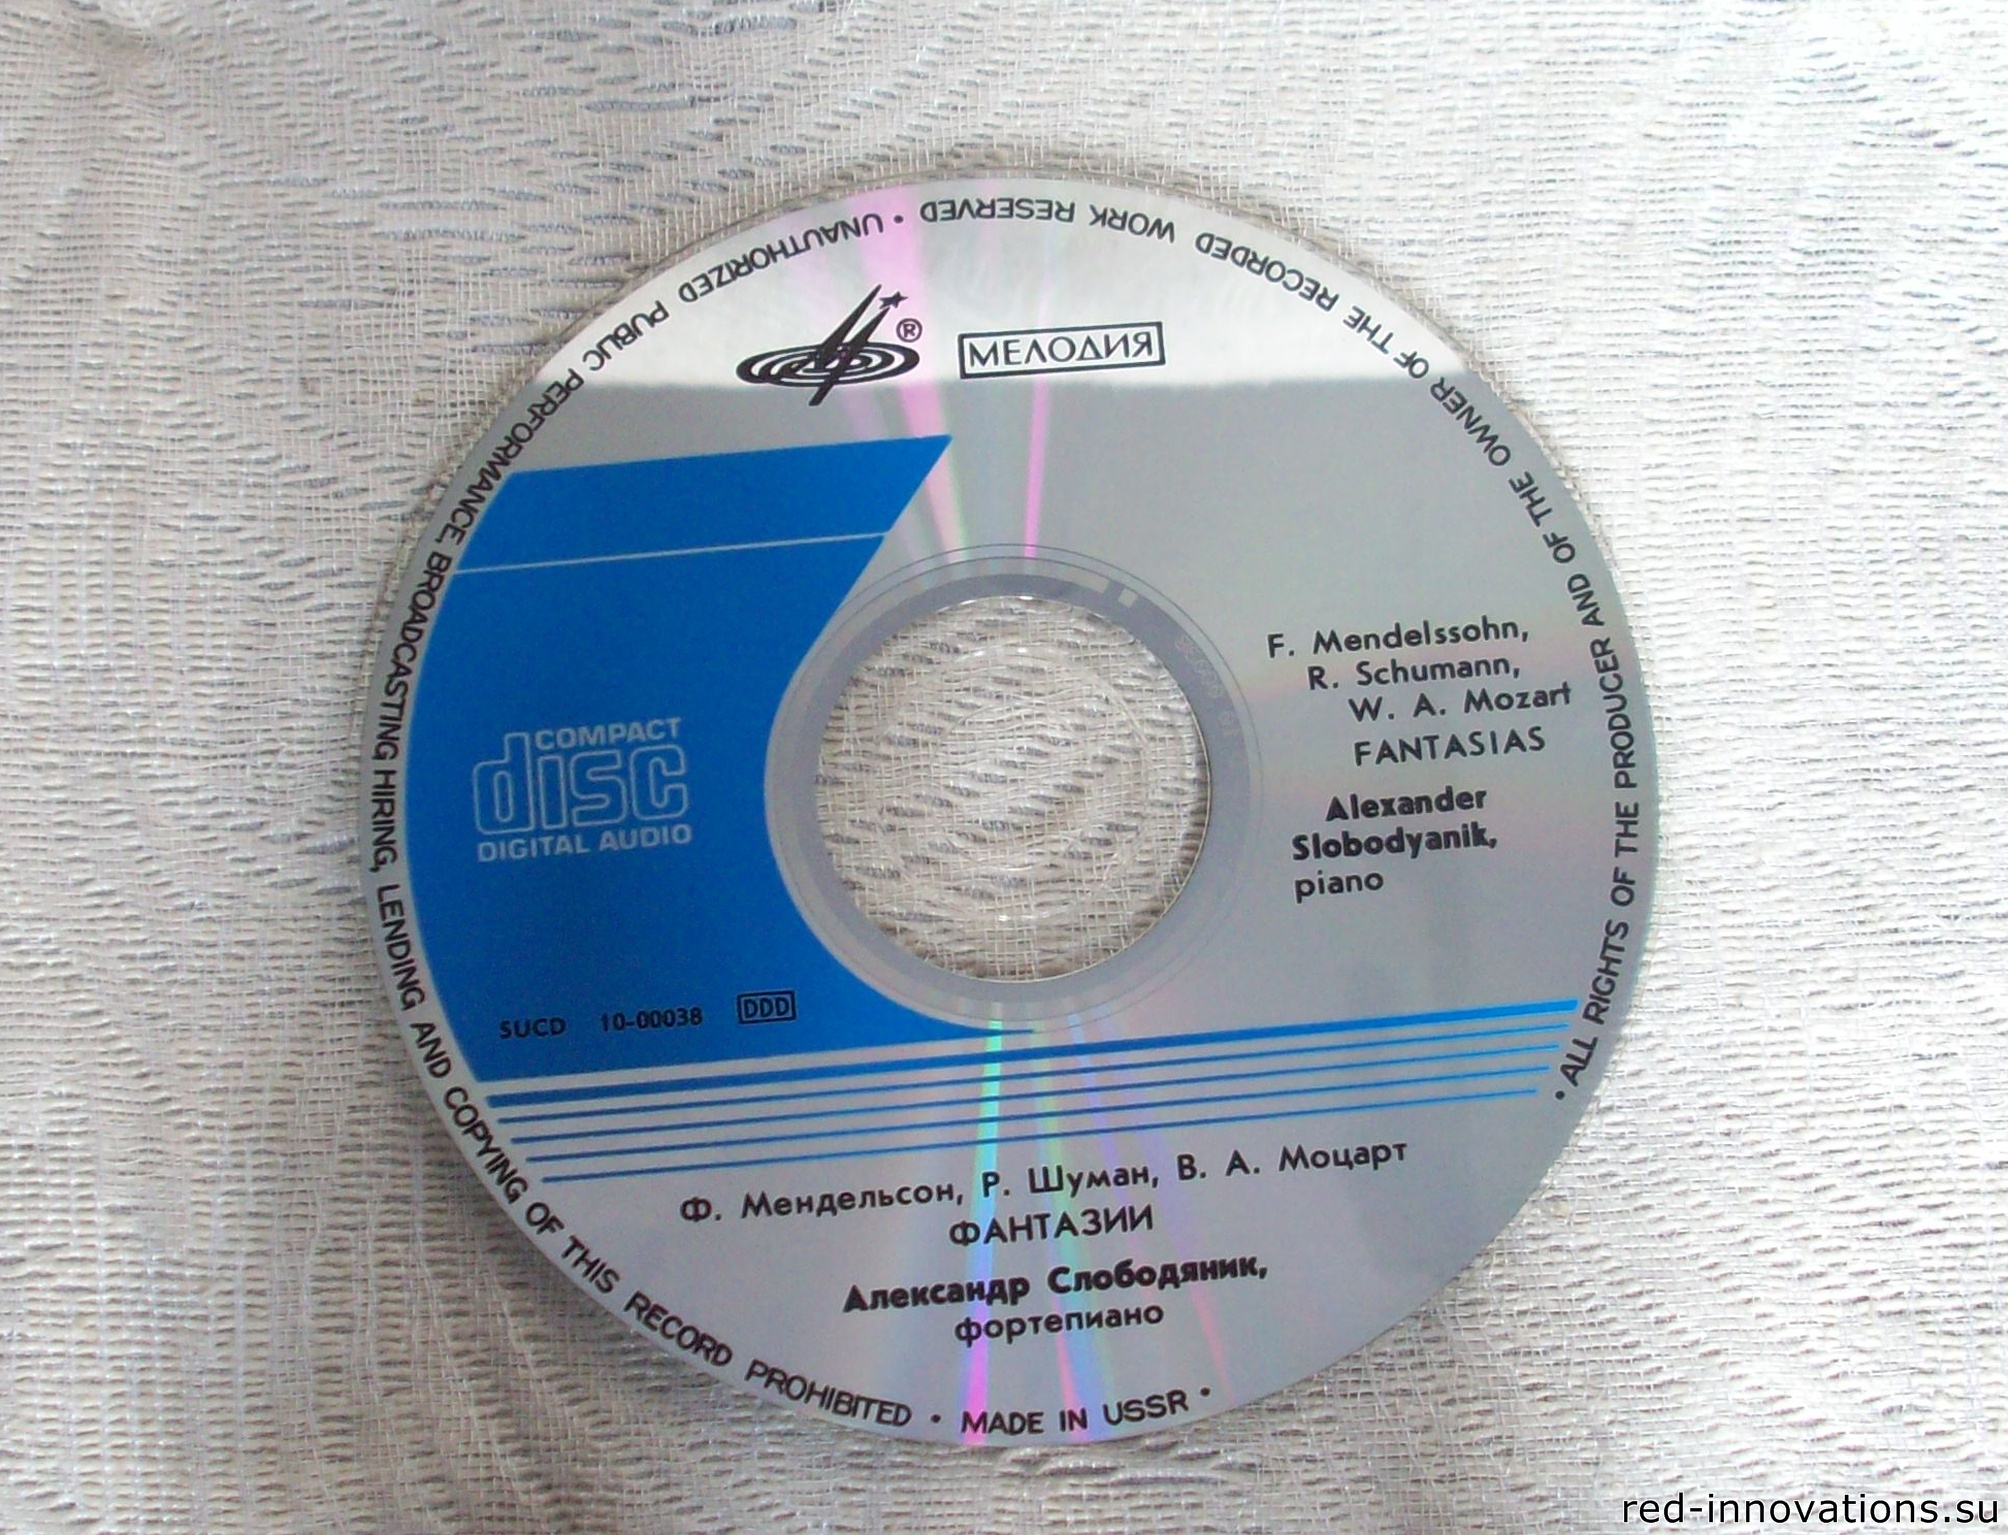 · ALL RIGHTS OF THE PRODUCER AND OF THE OWNER OF THE RECORDED WORK RESERVED · UNAUTHORIZED PUBLIC PERFORMANCE, BROADCASTING HIRING, LENDING AND COPYING OF THIS RECORD PROHIBITED · MADE IN USSR ·
®
МЕЛОДИЯ
F. Mendelssohn,
R. Schumann,
W. A. Mozart
FANTASIAS
Alexander
Slobodyanik,
piano
COMPACT
disc
DIGITAL AUDIO
SUCD 10-00038 DDD
Ф. Мендельсон, Р. Шуман, В. А. Моцарт
ФАНТАЗИИ
Александр Слободяник,
фортепиано
red-innovations.su